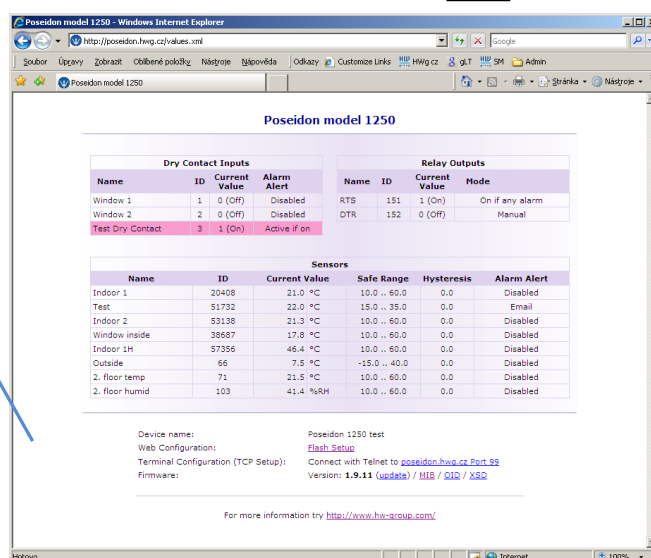 Poseidon model 1250 - Windows Internet Explorer
http://poseidon.hwg.cz/values.xml
Google
Soubor Úpravy Zobrazit Oblíbené položky Nástroje Nápověda Odkazy Customize Links HWg cz gLT SM Admin
Poseidon model 1250 Stránka Nástroje
Poseidon model 1250
Dry Contact Inputs
Name ID Current Value Alarm Alert
Window 1 1 0 (Off) Disabled
Window 2 2 0 (Off) Disabled
Test Dry Contact 3 1 (On) Active if on
Relay Outputs
Name ID Current Value Mode
RTS 151 1 (On) On if any alarm
DTR 152 0 (Off) Manual
Sensors
Name ID Current Value Safe Range Hysteresis Alarm Alert
Indoor 1 20408 21.0 °C 10.0 .. 60.0 0.0 Disabled
Test 51732 22.0 °C 15.0 .. 35.0 0.0 Email
Indoor 2 53138 21.3 °C 10.0 .. 60.0 0.0 Disabled
Window inside 38687 17.8 °C 10.0 .. 60.0 0.0 Disabled
Indoor 1H 57356 46.4 °C 10.0 .. 60.0 0.0 Disabled
Outside 66 7.5 °C -15.0 .. 40.0 0.0 Disabled
2. floor temp 71 21.5 °C 10.0 .. 60.0 0.0 Disabled
2. floor humid 103 41.4 %RH 10.0 .. 60.0 0.0 Disabled
Device name: Poseidon 1250 test
Web Configuration: Flash Setup
Terminal Configuration (TCP Setup): Connect with Telnet to poseidon.hwg.cz Port 99
Firmware: Version: 1.9.11 (update) / MIB / OID / XSD
For more information try http://www.hw-group.com/
Hotovo Internet 100%